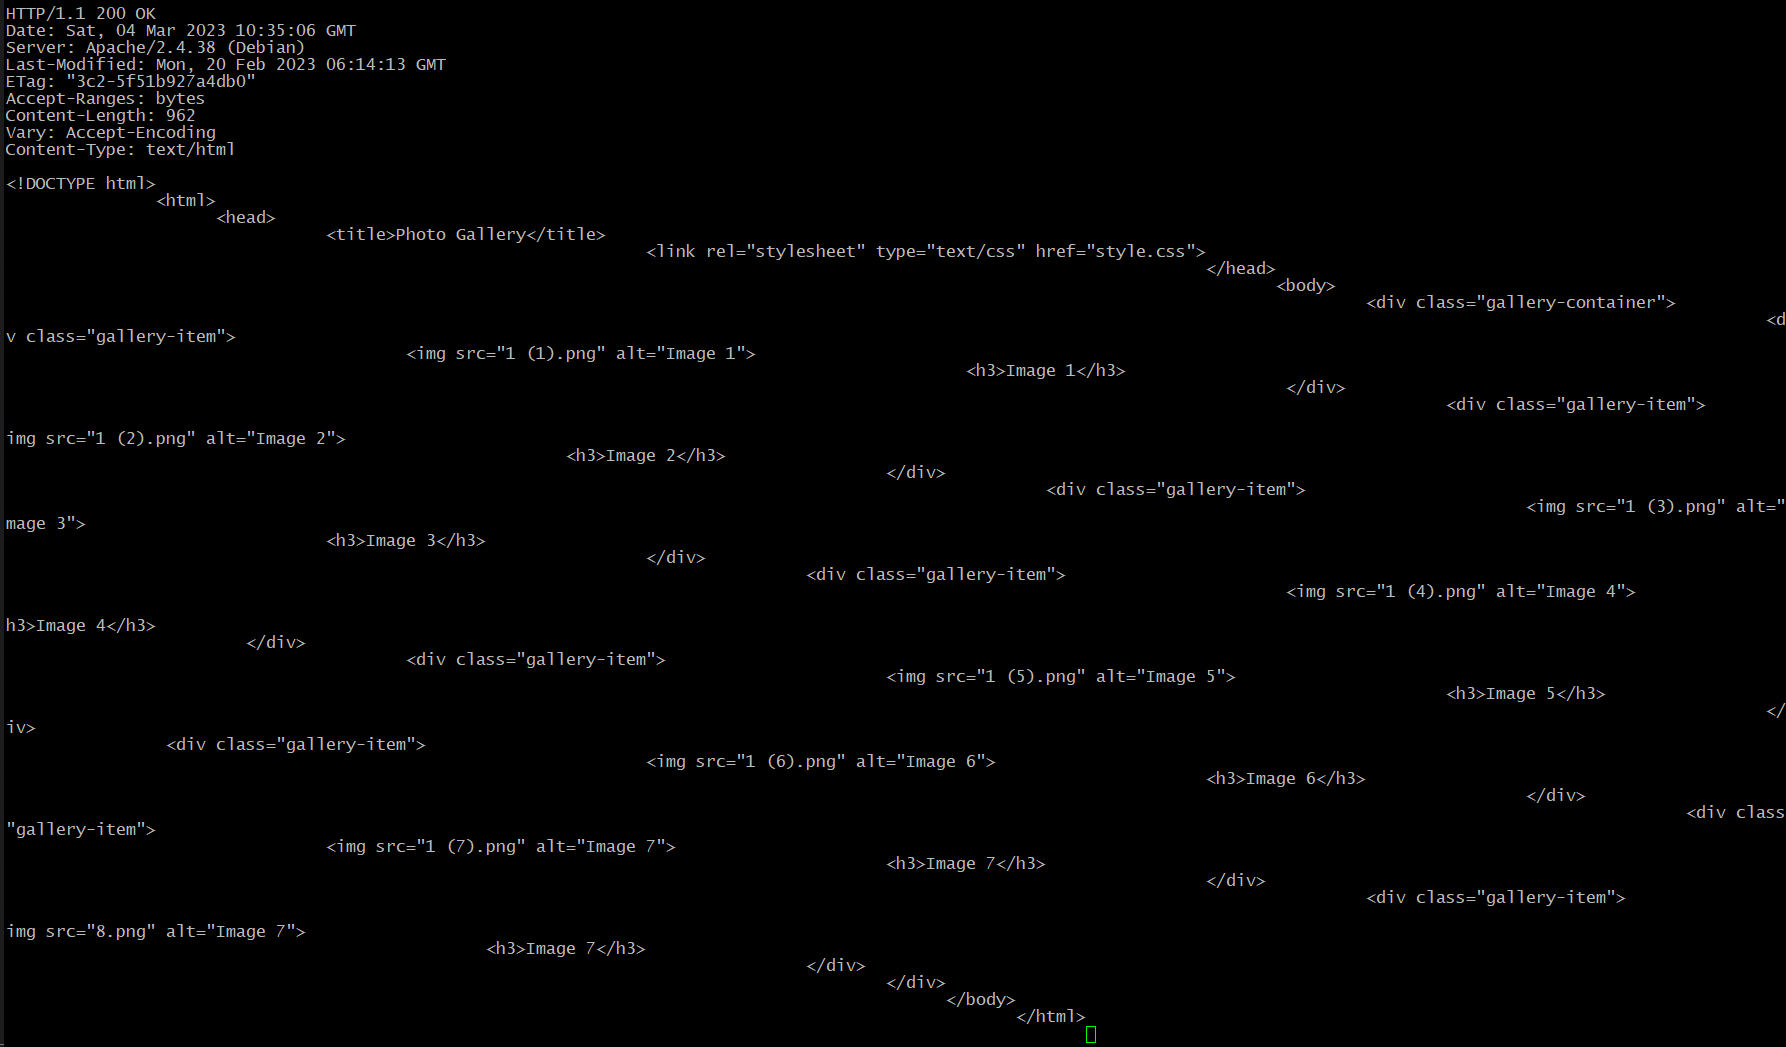 HTTP/1.1 200 OK
Date: Sat, 04 Mar 2023 10:35:06 GMT
Server: Apache/2.4.38 (Debian)
Last-Modified: Mon, 20 Feb 2023 06:14:13 GMT
ETag: "3c2-5f51b927a4db0"
Accept-Ranges: bytes
Content-Length: 962
Vary: Accept-Encoding
Content-Type: text/html

<!DOCTYPE html>
<html>
<head>
<title>Photo Gallery</title>
<link rel="stylesheet" type="text/css" href="style.css">
</head>
<body>
<div class="gallery-container">
<d
v class="gallery-item">
<img src="1 (1).png" alt="Image 1">
<h3>Image 1</h3>
</div>
<div class="gallery-item">
img src="1 (2).png" alt="Image 2">
<h3>Image 2</h3>
</div>
<div class="gallery-item">
<img src="1 (3).png" alt="
mage 3">
<h3>Image 3</h3>
</div>
<div class="gallery-item">
<img src="1 (4).png" alt="Image 4">
h3>Image 4</h3>
</div>
<div class="gallery-item">
<img src="1 (5).png" alt="Image 5">
<h3>Image 5</h3>
</
iv>
<div class="gallery-item">
<img src="1 (6).png" alt="Image 6">
<h3>Image 6</h3>
</div>
<div class
"gallery-item">
<img src="1 (7).png" alt="Image 7">
<h3>Image 7</h3>
</div>
<div class="gallery-item">
img src="8.png" alt="Image 7">
<h3>Image 7</h3>
</div>
</div>
</body>
</html>